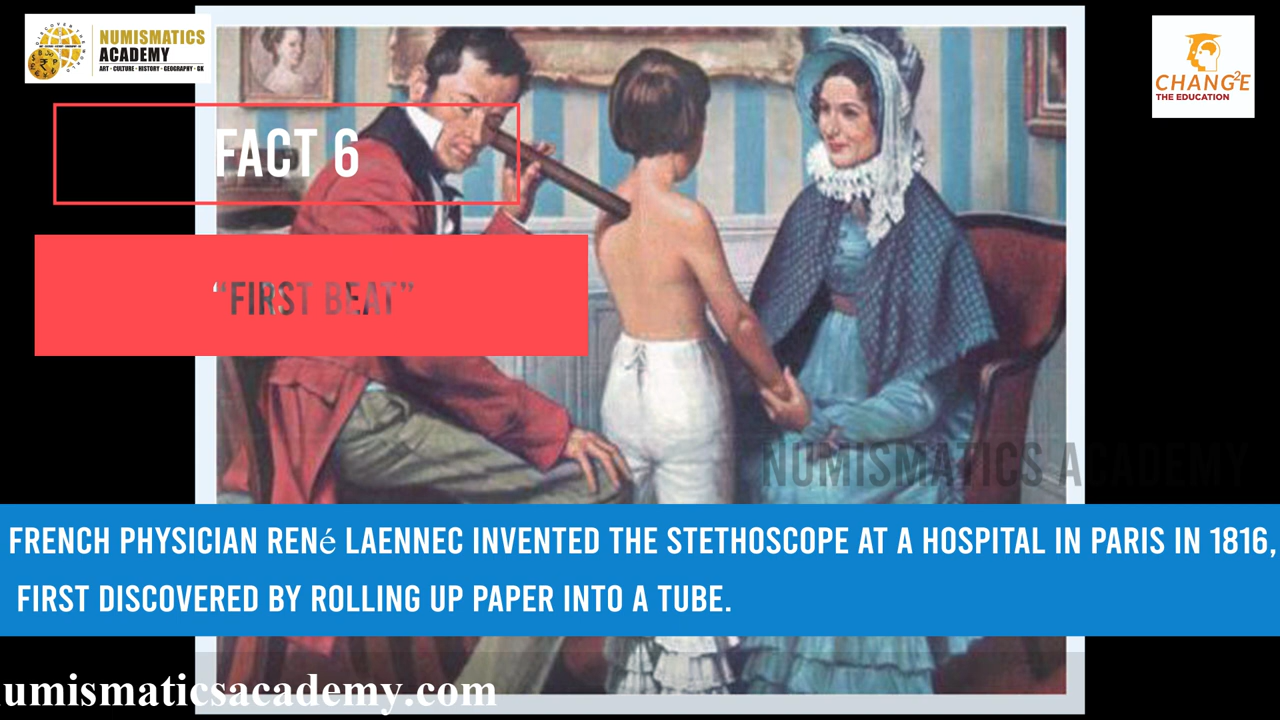 NUMISMATICS
ACADEMY
ART - CULTURE - HISTORY - GEOGRAPHY - GK
CHANG2E
THE EDUCATION
FACT 6
“FIRST BEAT”
NUMISMATICS ACADEMY
FRENCH PHYSICIAN RENé LAENNEC INVENTED THE STETHOSCOPE AT A HOSPITAL IN PARIS IN 1816,
FIRST DISCOVERED BY ROLLING UP PAPER INTO A TUBE.
umismaticsacademy.com